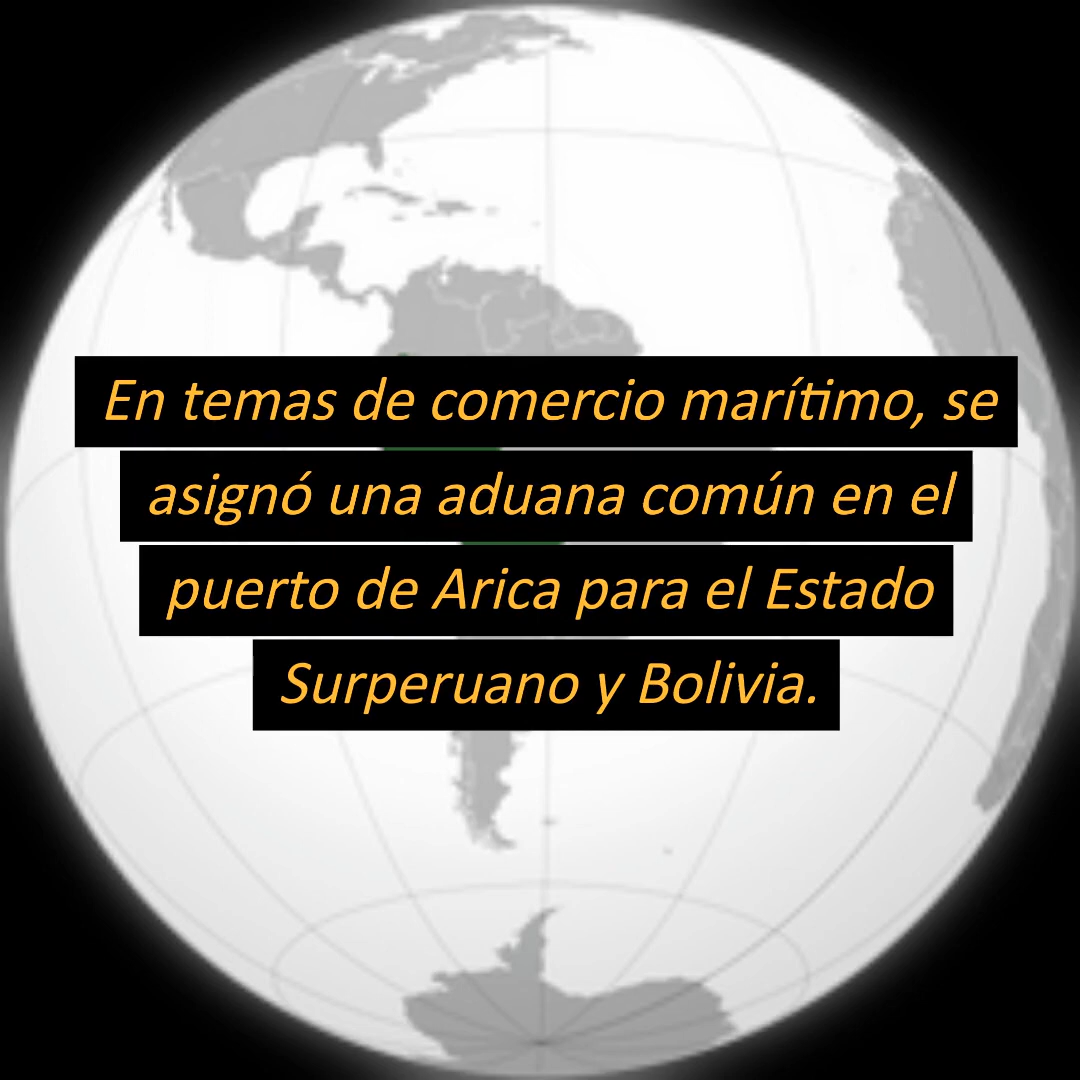 En temas de comercio marítimo, se
asignó una aduana común en el
puerto de Arica para el Estado
Surperuano y Bolivia.